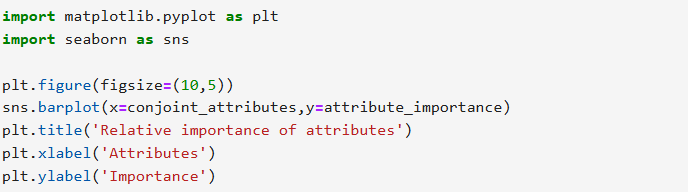 import matplotlib.pyplot as plt
import seaborn as sns
plt.figure(figsize=(10,5))
sns.barplot(x=conjoint_attributes,y=attribute_importance)
plt.title('Relative importance of attributes')
plt.xlabel('Attributes')
plt.ylabel('Importance')